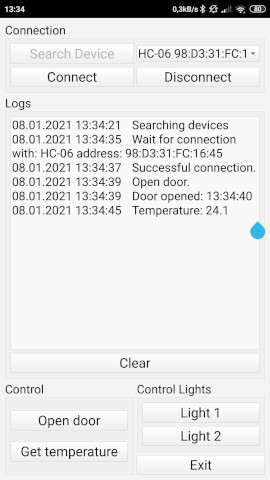 13:34 0,3kB/s 80
Connection
Search Device HC-06 98:D3:31:FC:1
Connect Disconnect
Logs
08.01.2021 13:34:21 Searching devices
08.01.2021 13:34:35 Wait for connection
with: HC-06 address: 98:D3:31:FC:16:45
08.01.2021 13:34:37 Successful connection.
08.01.2021 13:34:39 Open door.
08.01.2021 13:34:39 Door opened: 13:34:40
08.01.2021 13:34:45 Temperature: 24.1
Clear
Control Control Lights
Open door Light 1
Get temperature Light 2
Exit